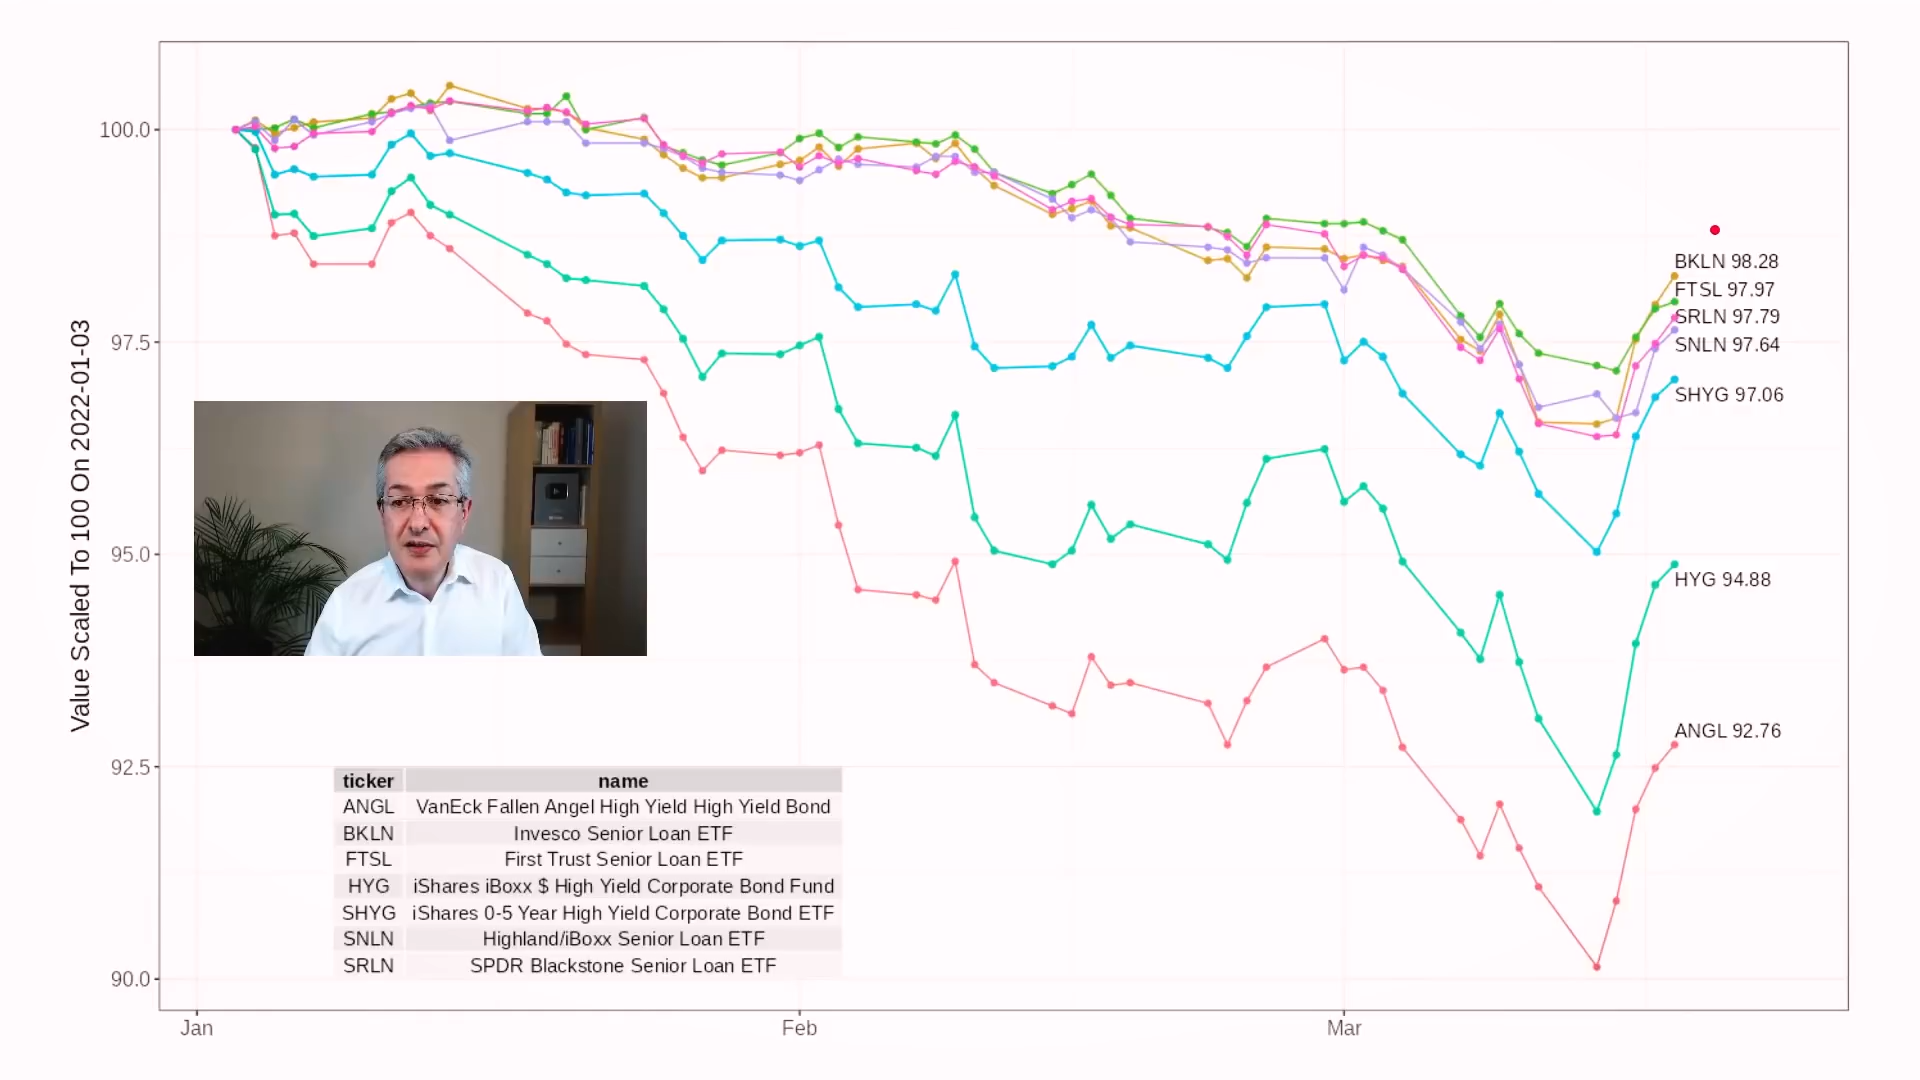 100.0
97.5
95.0
92.5
90.0
Value Scaled To 100 On 2022-01-03
BKLN 98.28
FTSL 97.97
SRLN 97.79
SNLN 97.64
SHYG 97.06
HYG 94.88
ANGL 92.76
ticker name
ANGL VanEck Fallen Angel High Yield High Yield Bond
BKLN Invesco Senior Loan ETF
FTSL First Trust Senior Loan ETF
HYG iShares iBoxx $ High Yield Corporate Bond Fund
SHYG iShares 0-5 Year High Yield Corporate Bond ETF
SNLN Highland/iBoxx Senior Loan ETF
SRLN SPDR Blackstone Senior Loan ETF
Jan Feb Mar